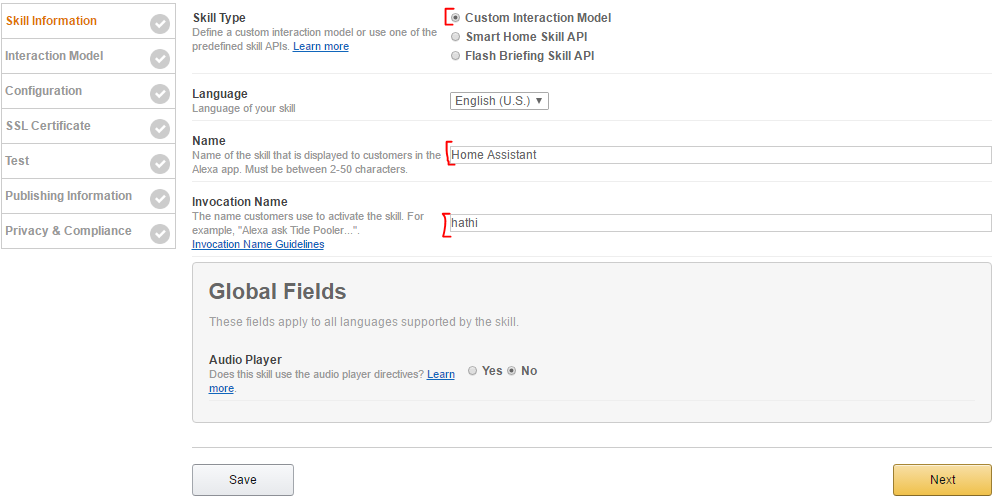 Skill Information
Interaction Model
Configuration
SSL Certificate
Test
Publishing Information
Privacy & Compliance
Skill Type
Define a custom interaction model or use one of the
predefined skill APIs. Learn more
Custom Interaction Model
Smart Home Skill API
Flash Briefing Skill API
Language
Language of your skill
English (U.S.)
Name
Name of the skill that is displayed to customers in the
Alexa app. Must be between 2-50 characters.
Home Assistant
Invocation Name
The name customers use to activate the skill. For
example, "Alexa ask Tide Pooler...".
Invocation Name Guidelines
hathi
Global Fields
These fields apply to all languages supported by the skill.
Audio Player
Does this skill use the audio player directives? Learn
more.
Yes No
Save
Next